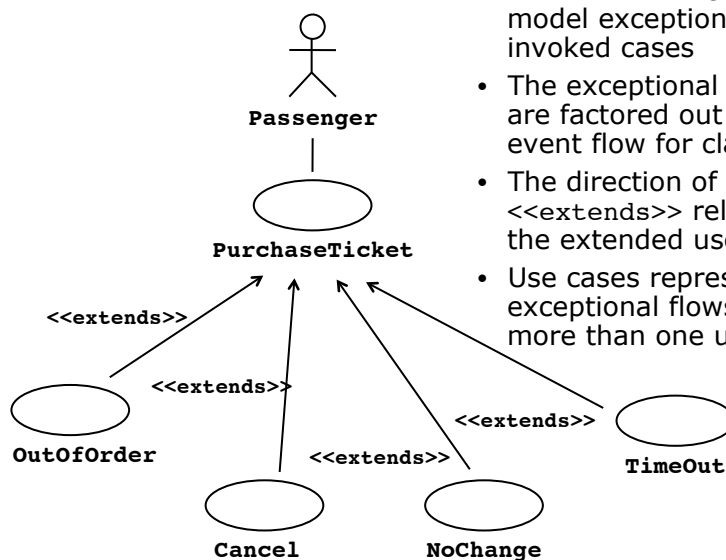 model exception
invoked cases
• The exceptional
are factored out
event flow for cla
• The direction of
<<extends>> rel
the extended us
• Use cases repres
exceptional flows
more than one u
Passenger
PurchaseTicket
<<extends>>
<<extends>>
<<extends>>
<<extends>>
OutOfOrder
TimeOut
Cancel
NoChange